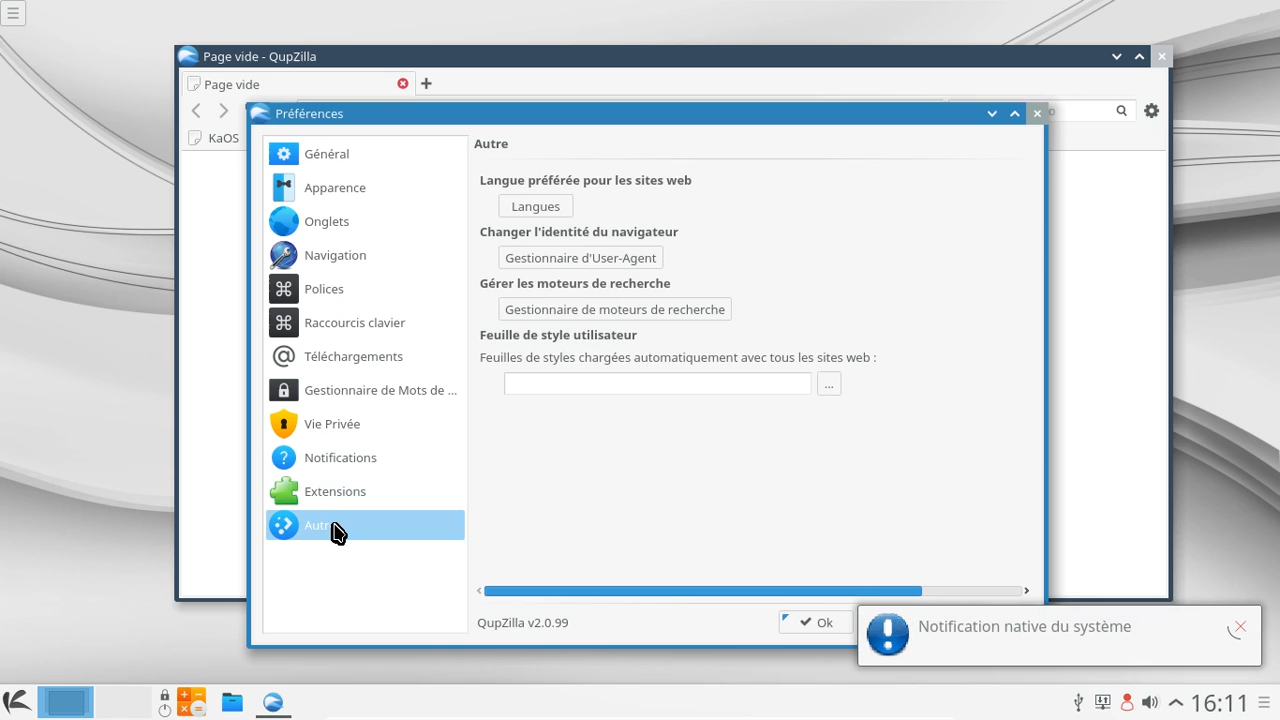 Page vide - QupZilla
Page vide
KaOS
Préférences
Général
Apparence
Onglets
Navigation
Polices
Raccourcis clavier
Téléchargements
Gestionnaire de Mots de ...
Vie Privée
Notifications
Extensions
Autre
Langue préférée pour les sites web
Langues
Changer l'identité du navigateur
Gestionnaire d'User-Agent
Gérer les moteurs de recherche
Gestionnaire de moteurs de recherche
Feuille de style utilisateur
Feuilles de styles chargées automatiquement avec tous les sites web :
...
QupZilla v2.0.99
Ok
Notification native du système
16:11